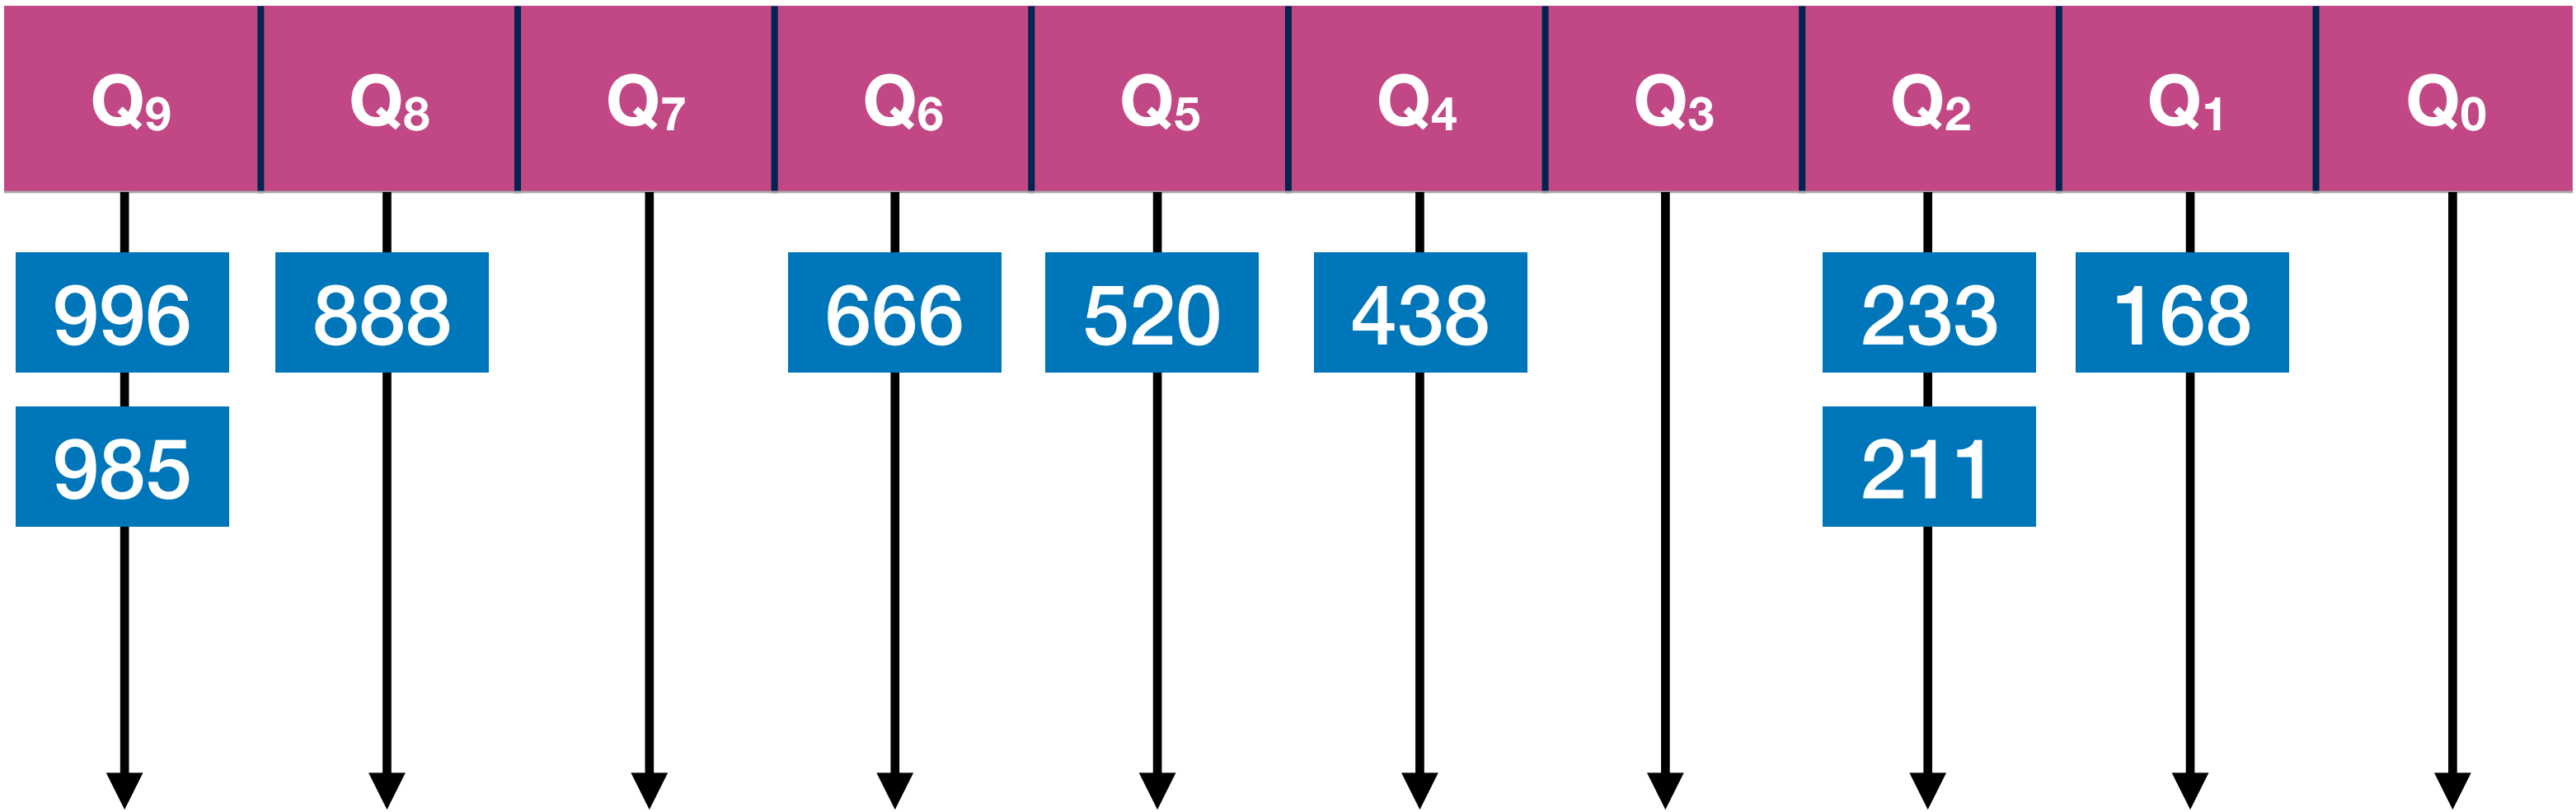 Q₉ Q₈ Q₇ Q₆ Q₅ Q₄ Q₃ Q₂ Q₁ Q₀
996 888 666 520 438 233 168
985 211